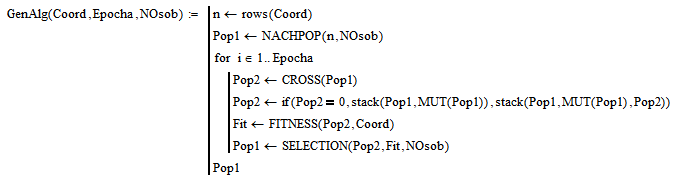 GenAlg(Coord,Epocha,NOsob) := n ← rows(Coord)
Pop1 ← NACHPOP(n,NOsob)
for i ∈ 1..Epocha
Pop2 ← CROSS(Pop1)
Pop2 ← if(Pop2 = 0,stack(Pop1,MUT(Pop1)),stack(Pop1,MUT(Pop1),Pop2))
Fit ← FITNESS(Pop2,Coord)
Pop1 ← SELECTION(Pop2,Fit,NOsob)
Pop1